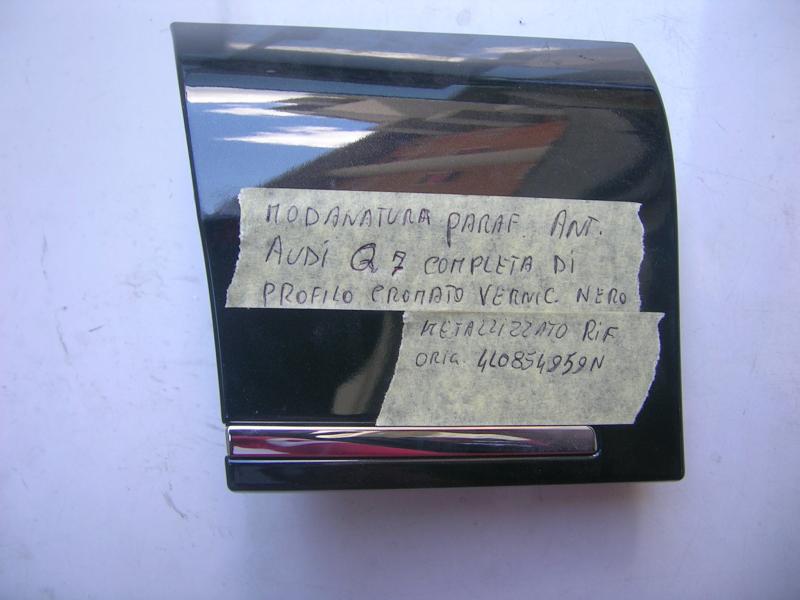 MODANATURA PARAF. ANT.
AUDI Q7 COMPLETA DI
PROFILO CROMATO VERNIC. NERO
METALLIZZATO RIF
ORIG. 4L0854959N